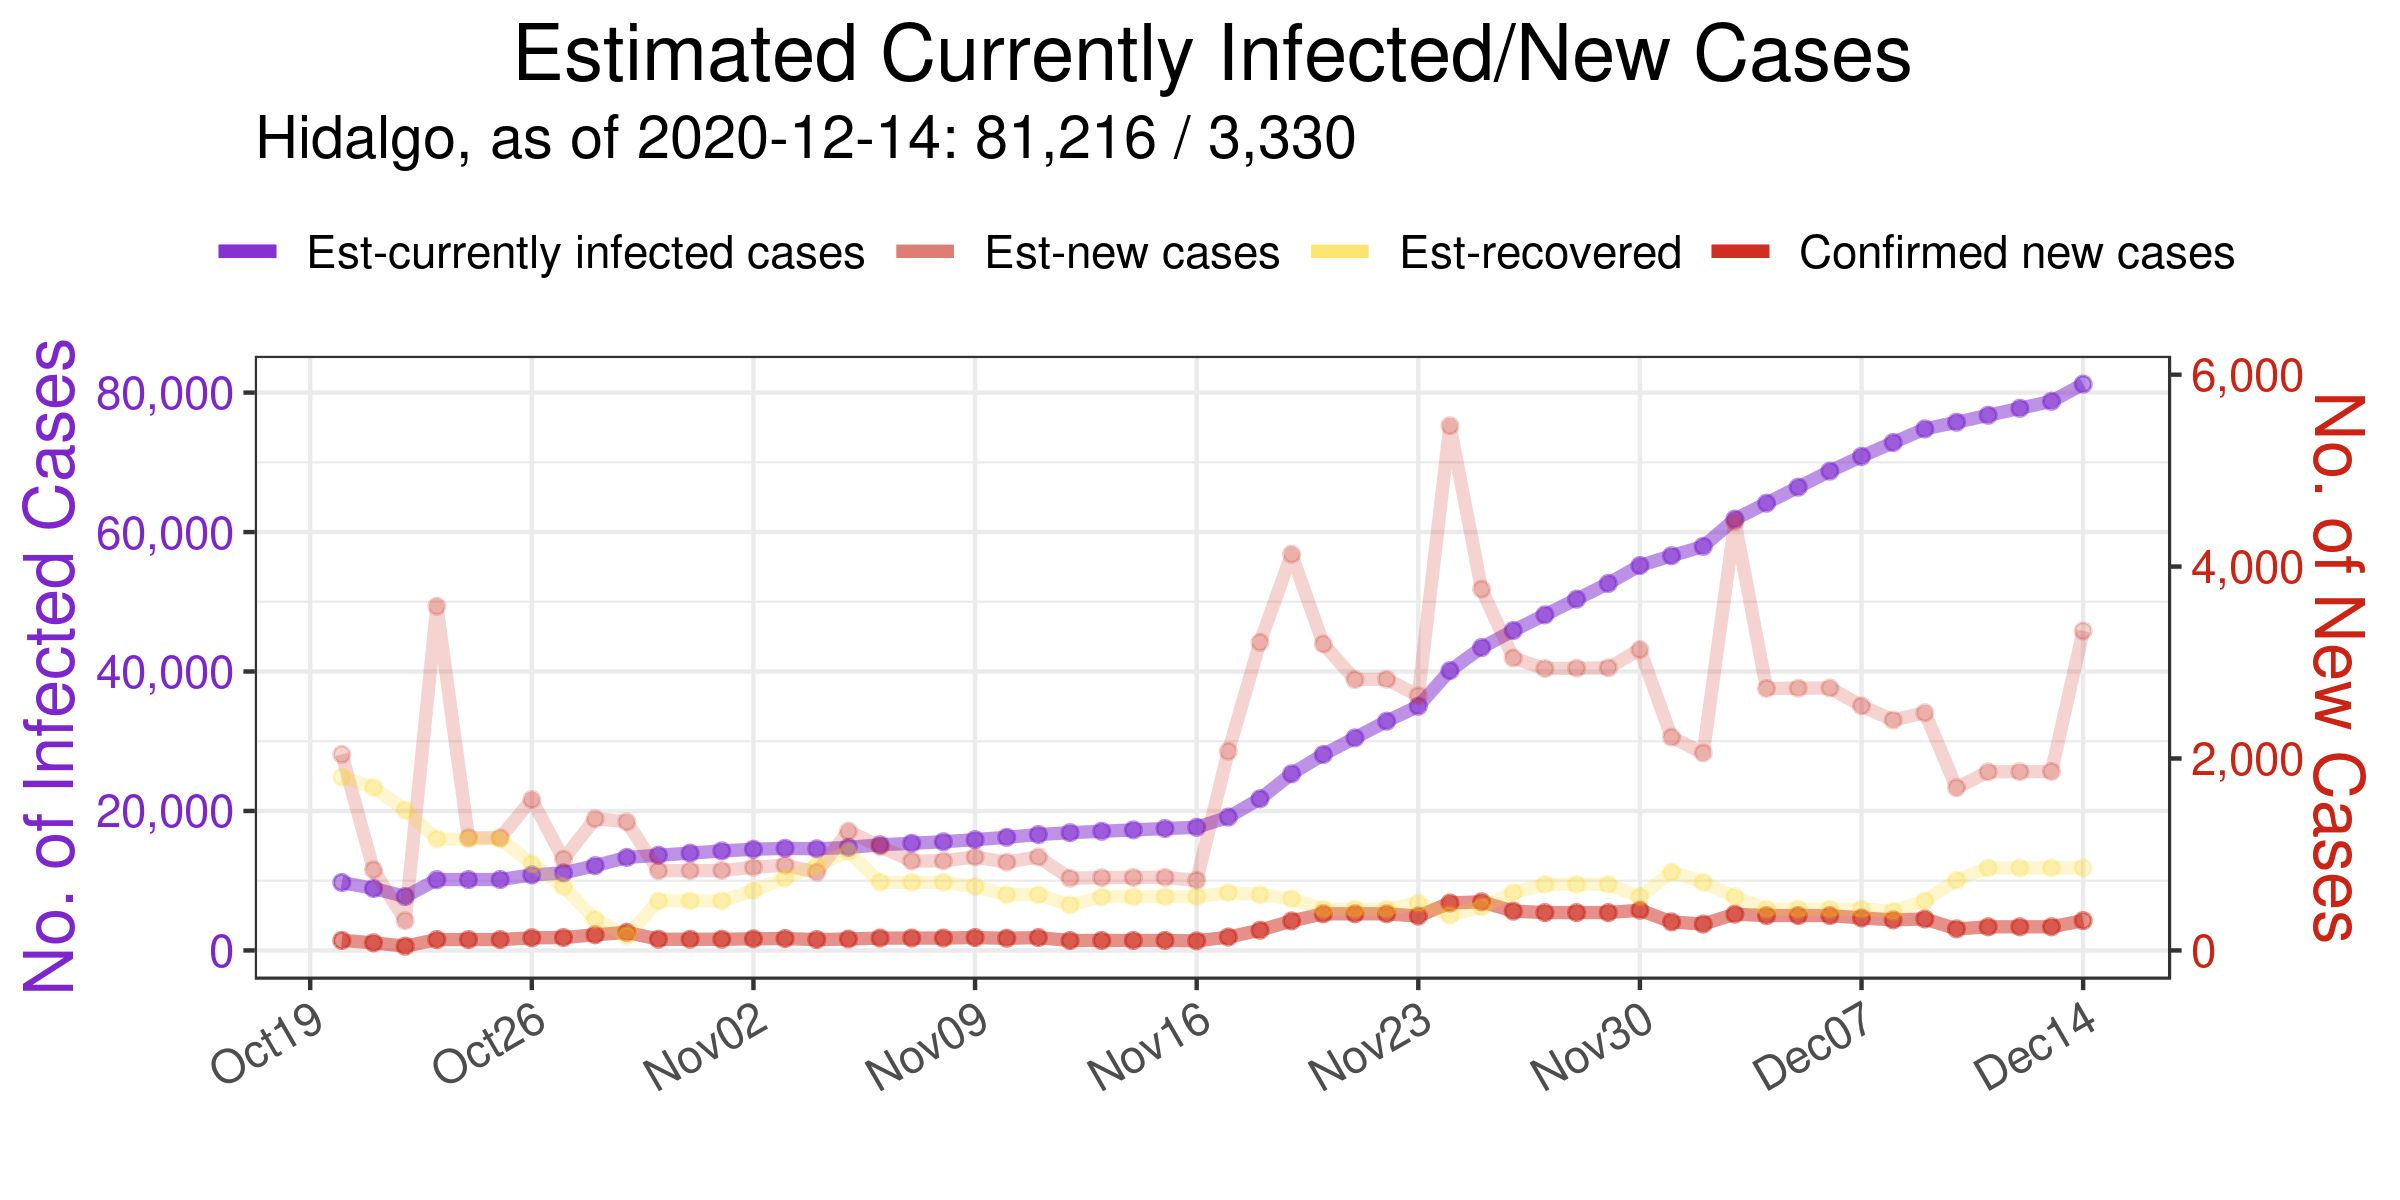 Estimated Currently Infected/New Cases
Hidalgo, as of 2020-12-14: 81,216 / 3,330
Est-currently infected cases Est-new cases Est-recovered Confirmed new cases
No. of Infected Cases
80,000
60,000
40,000
20,000
0
6,000
4,000
2,000
0
No. of New Cases
Oct19 Oct26 Nov02 Nov09 Nov16 Nov23 Nov30 Dec07 Dec14